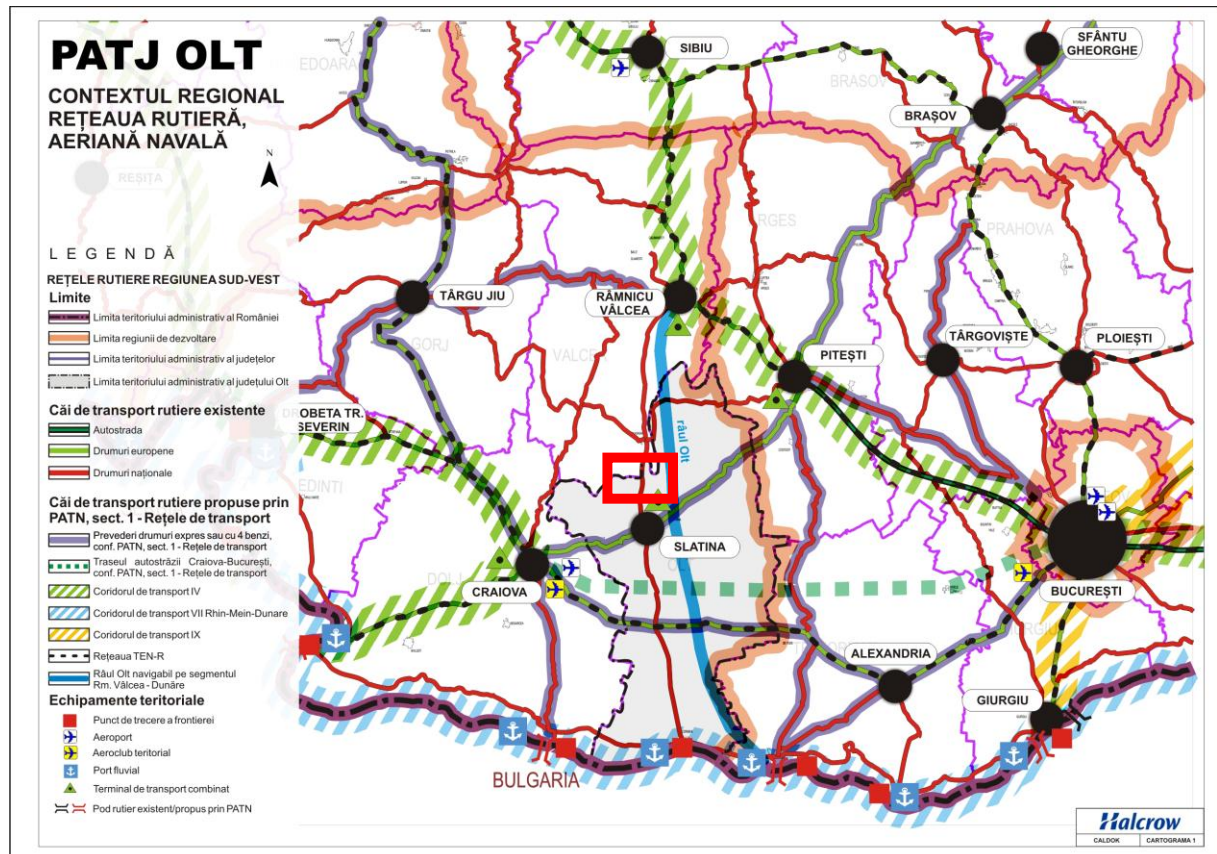 PATJ OLT
CONTEXTUL REGIONAL
REȚEAUA RUTIERĂ,
AERIANĂ NAVALĂ
N
REȘIȚA
LEGENDĂ
REȚELE RUTIERE REGIUNEA SUD-VEST
Limite
Limita teritoriului administrativ al României
Limita regiunii de dezvoltare
Limita teritoriului administrativ al județelor
Limita teritoriului administrativ al județului Olt
Căi de transport rutiere existente
Autostrada
Drumuri europene
Drumuri naționale
Căi de transport rutiere propuse prin
PATN, sect. 1 - Rețele de transport
Prevederi drumuri expres sau cu 4 benzi,
conf. PATN, sect. 1 - Rețele de transport
Traseul autostrăzii Craiova-București,
conf. PATN, sect. 1 - Rețele de transport
Coridorul de transport IV
Coridorul de transport VII Rhin-Mein-Dunare
Coridorul de transport IX
Rețeaua TEN-R
Râul Olt navigabil pe segmentul
Rm. Vâlcea - Dunăre
Echipamente teritoriale
Punct de trecere a frontierei
Aeroport
Aeroclub teritorial
Port fluvial
Terminal de transport combinat
Pod rutier existent/propus prin PATN
EDOARA
SIBIU
BRASOV
SFÂNTU
GHEORGHE
BRAȘOV
RGES
PRAHOVA
TÂRGU JIU
RÂMNICU
VÂLCEA
GORJ
VALCE
PITEȘTI
TÂRGOVIȘTE
PLOIEȘTI
OBETA TR.
SEVERIN
râul Olt
EDINTI
SLATINA
DOLJ
CRAIOVA
BUCUREȘTI
ALEXANDRIA
GIURGIU
BULGARIA
Halcrow
CALDOK
CARTOGRAMA 1